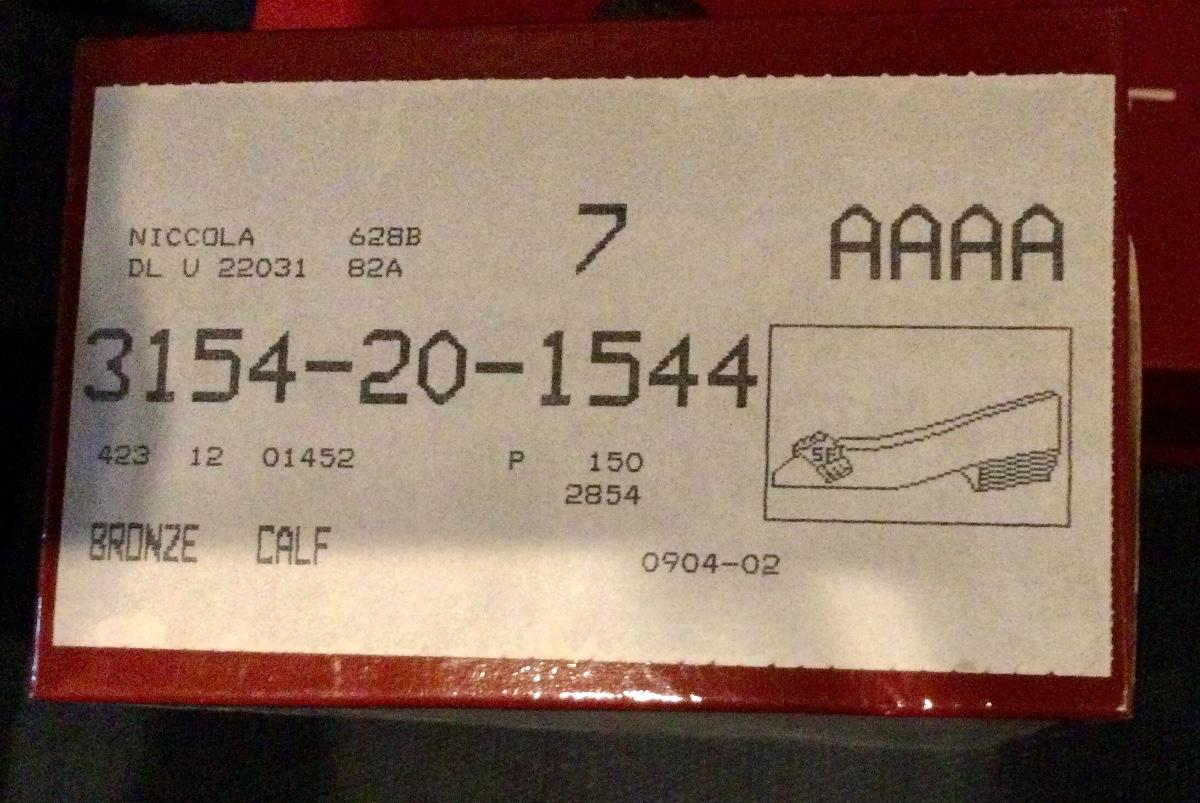 NICCOLA 628B 7 AAAA
DL U 22031 82A
3154-20-1544
423 12 01452 P 150
2854
BRONZE CALF
0904-02